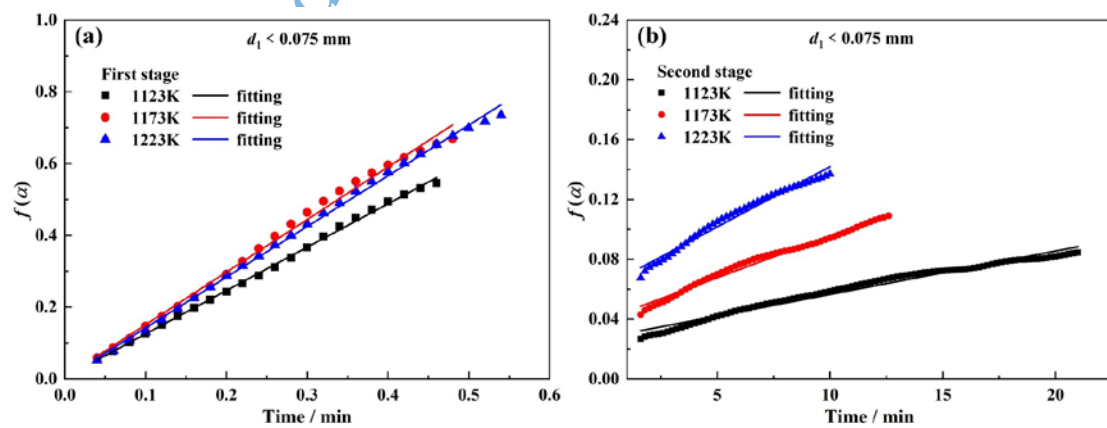 (a)
d₁ < 0.075 mm
First stage
1123K fitting
1173K fitting
1223K fitting
f (α)
1.0
0.8
0.6
0.4
0.2
0.0
0.0 0.1 0.2 0.3 0.4 0.5 0.6
Time / min
(b)
d₁ < 0.075 mm
Second stage
1123K fitting
1173K fitting
1223K fitting
f (α)
0.24
0.20
0.16
0.12
0.08
0.04
0.00
5 10 15 20
Time / min